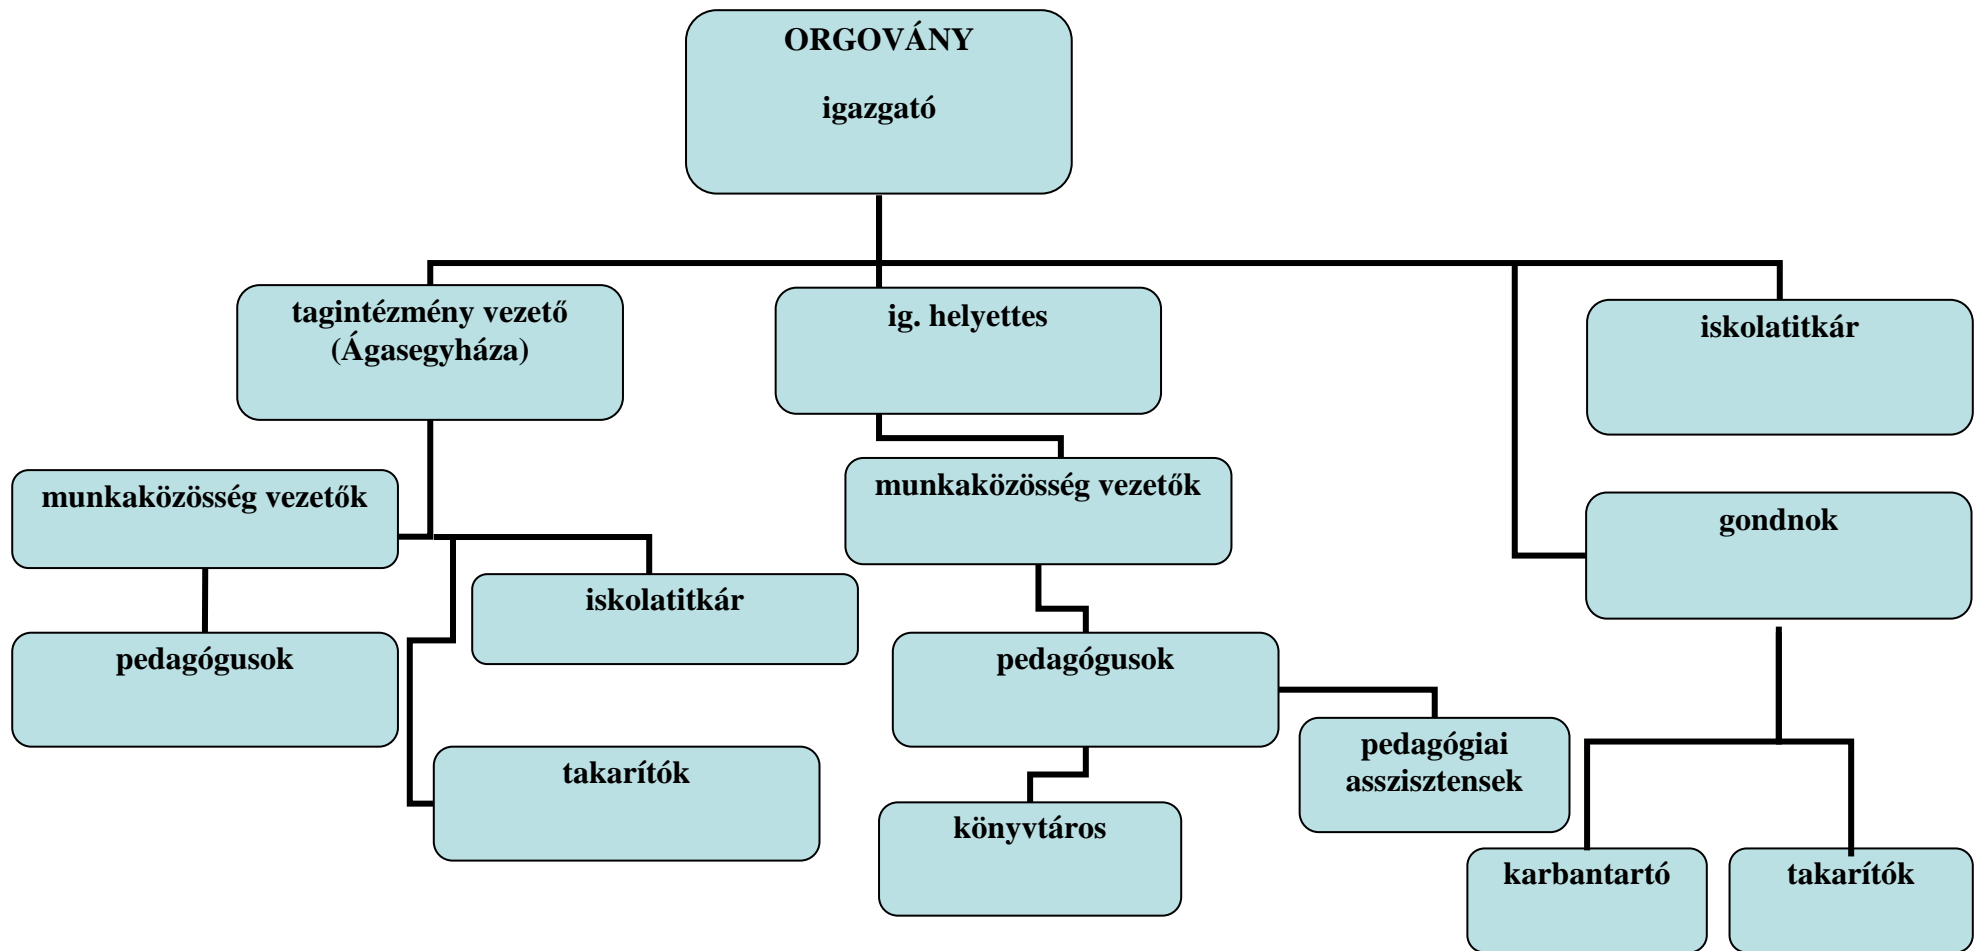 ORGOVÁNY
igazgató
tagintézmény vezető
(Ágasegyháza)
ig. helyettes
iskolatitkár
munkaközösség vezetők
munkaközösség vezetők
gondnok
iskolatitkár
pedagógusok
pedagógusok
takarítók
pedagógiai
asszisztensek
könyvtáros
karbantartó
takarítók